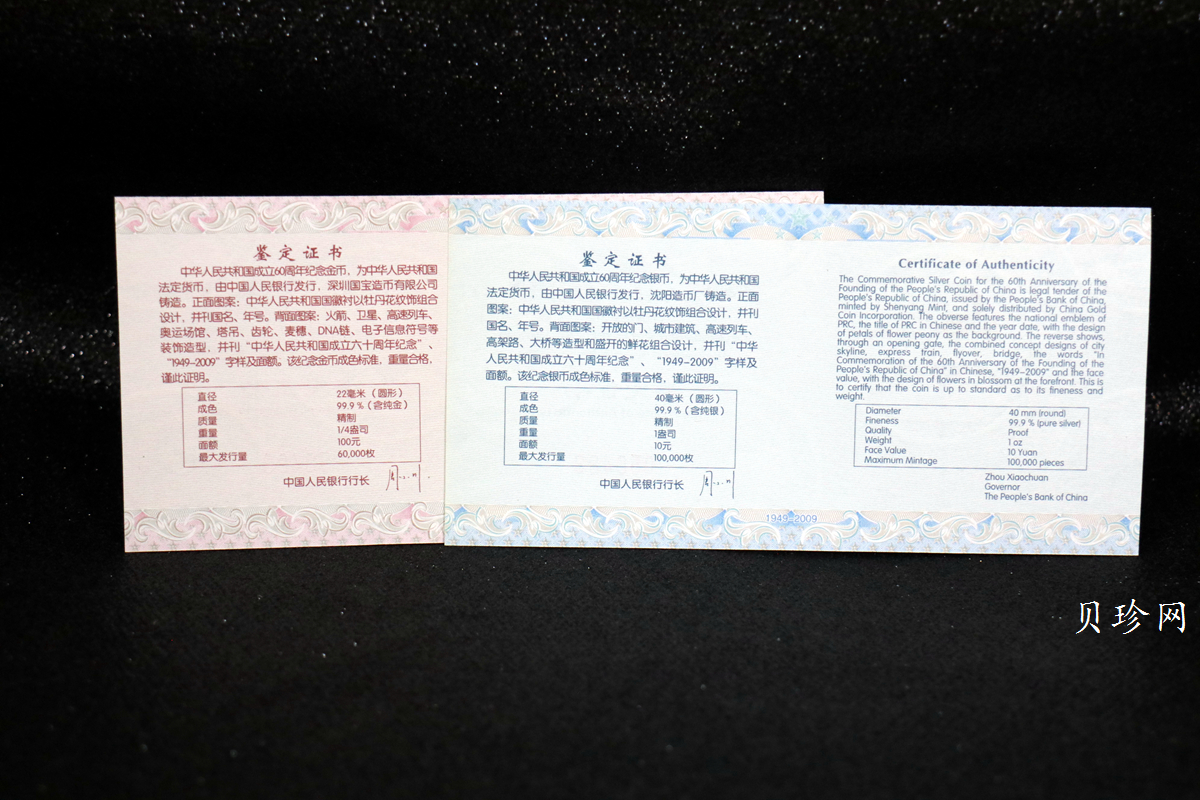 鉴定证书
中华人民共和国成立60周年纪念金币，为中华人民共和国
法定货币，由中国人民银行发行，深圳国宝造币有限公司
铸造。正面图案：中华人民共和国国徽衬以牡丹花纹饰组合
设计，并刊国名、年号。背面图案：火箭、卫星、高速列车、
奥运场馆、塔吊、齿轮、麦穗、DNA链、电子信息符号等
装饰造型，并刊“中华人民共和国成立六十周年纪念”、
“1949-2009”字样及面额。该纪念金币成色标准，重量合格，
谨此证明。
直径 22毫米（圆形）
成色 99.9％（含纯金）
质量 精制
重量 1/4盎司
面额 100元
最大发行量 60,000枚
中国人民银行行长
鉴定证书
中华人民共和国成立60周年纪念银币，为中华人民共和国
法定货币，由中国人民银行发行，沈阳造币厂铸造。正面
图案：中华人民共和国国徽衬以牡丹花纹饰组合设计，并刊
国名、年号。背面图案：开放的门、城市建筑、高速列车、
高架路、大桥等造型和盛开的鲜花组合设计，并刊“中华
人民共和国成立六十周年纪念”、“1949-2009”字样及
面额。该纪念银币成色标准，重量合格，谨此证明。
直径 40毫米（圆形）
成色 99.9％（含纯银）
质量 精制
重量 1盎司
面额 10元
最大发行量 100,000枚
中国人民银行行长
Certificate of Authenticity
The Commemorative Silver Coin for the 60th Anniversary of the
Founding of the People's Republic of China is legal tender of the
People's Republic of China, issued by the People's Bank of China,
minted by Shenyang Mint, and solely distributed by China Gold
Coin Incorporation. The obverse features the national emblem of
PRC, the title of PRC in Chinese and the year date, with the design
of petals of flower peony as the background. The reverse shows,
through an opening gate, the combined concept designs of city
skyline, express train, flyover, bridge, the words "In
Commemoration of the 60th Anniversary of the Founding of the
People's Republic of China" in Chinese, "1949-2009" and the face
value, with the design of flowers in blossom at the forefront. This is
to certify that the coin is up to standard as to its fineness and
weight.
Diameter 40 mm (round)
Fineness 99.9 % (pure silver)
Quality Proof
Weight 1 oz
Face Value 10 Yuan
Maximum Mintage 100,000 pieces
Zhou Xiaochuan
Governor
The People's Bank of China
1949-2009
贝珍网